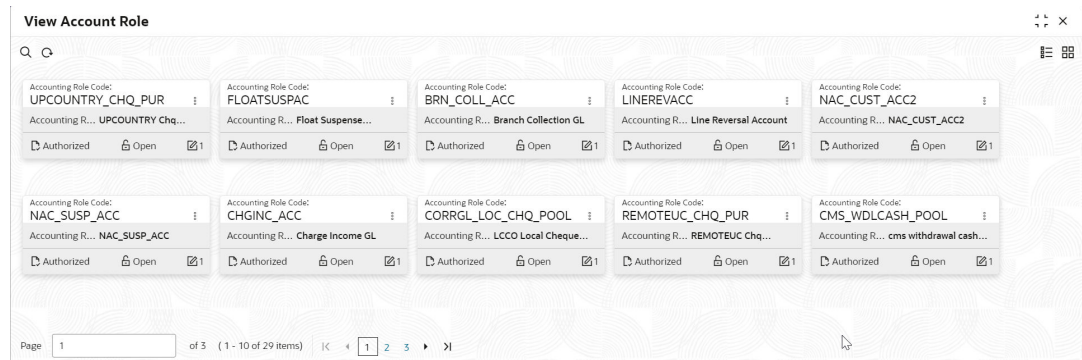 View Account Role
Accounting Role Code:
UPCOUNTRY_CHQ_PUR
Accounting R... UPCOUNTRY Chq...
Authorized Open 1
Accounting Role Code:
FLOATSUSPAC
Accounting R... Float Suspense...
Authorized Open 1
Accounting Role Code:
BRN_COLL_ACC
Accounting R... Branch Collection GL
Authorized Open 1
Accounting Role Code:
LINEREVACC
Accounting R... LIne Reversal Account
Authorized Open 1
Accounting Role Code:
NAC_CUST_ACC2
Accounting R... NAC_CUST_ACC2
Authorized Open 1
Accounting Role Code:
NAC_SUSP_ACC
Accounting R... NAC_SUSP_ACC
Authorized Open 1
Accounting Role Code:
CHGINC_ACC
Accounting R... Charge Income GL
Authorized Open 1
Accounting Role Code:
CORRGL_LOC_CHQ_POOL
Accounting R... LCCO Local Cheque...
Authorized Open 1
Accounting Role Code:
REMOTEUC_CHQ_PUR
Accounting R... REMOTEUC Chq...
Authorized Open 1
Accounting Role Code:
CMS_WDLCASH_POOL
Accounting R... cms withdrawal cash...
Authorized Open 1
Page 1 of 3 (1 - 10 of 29 items) 1 2 3